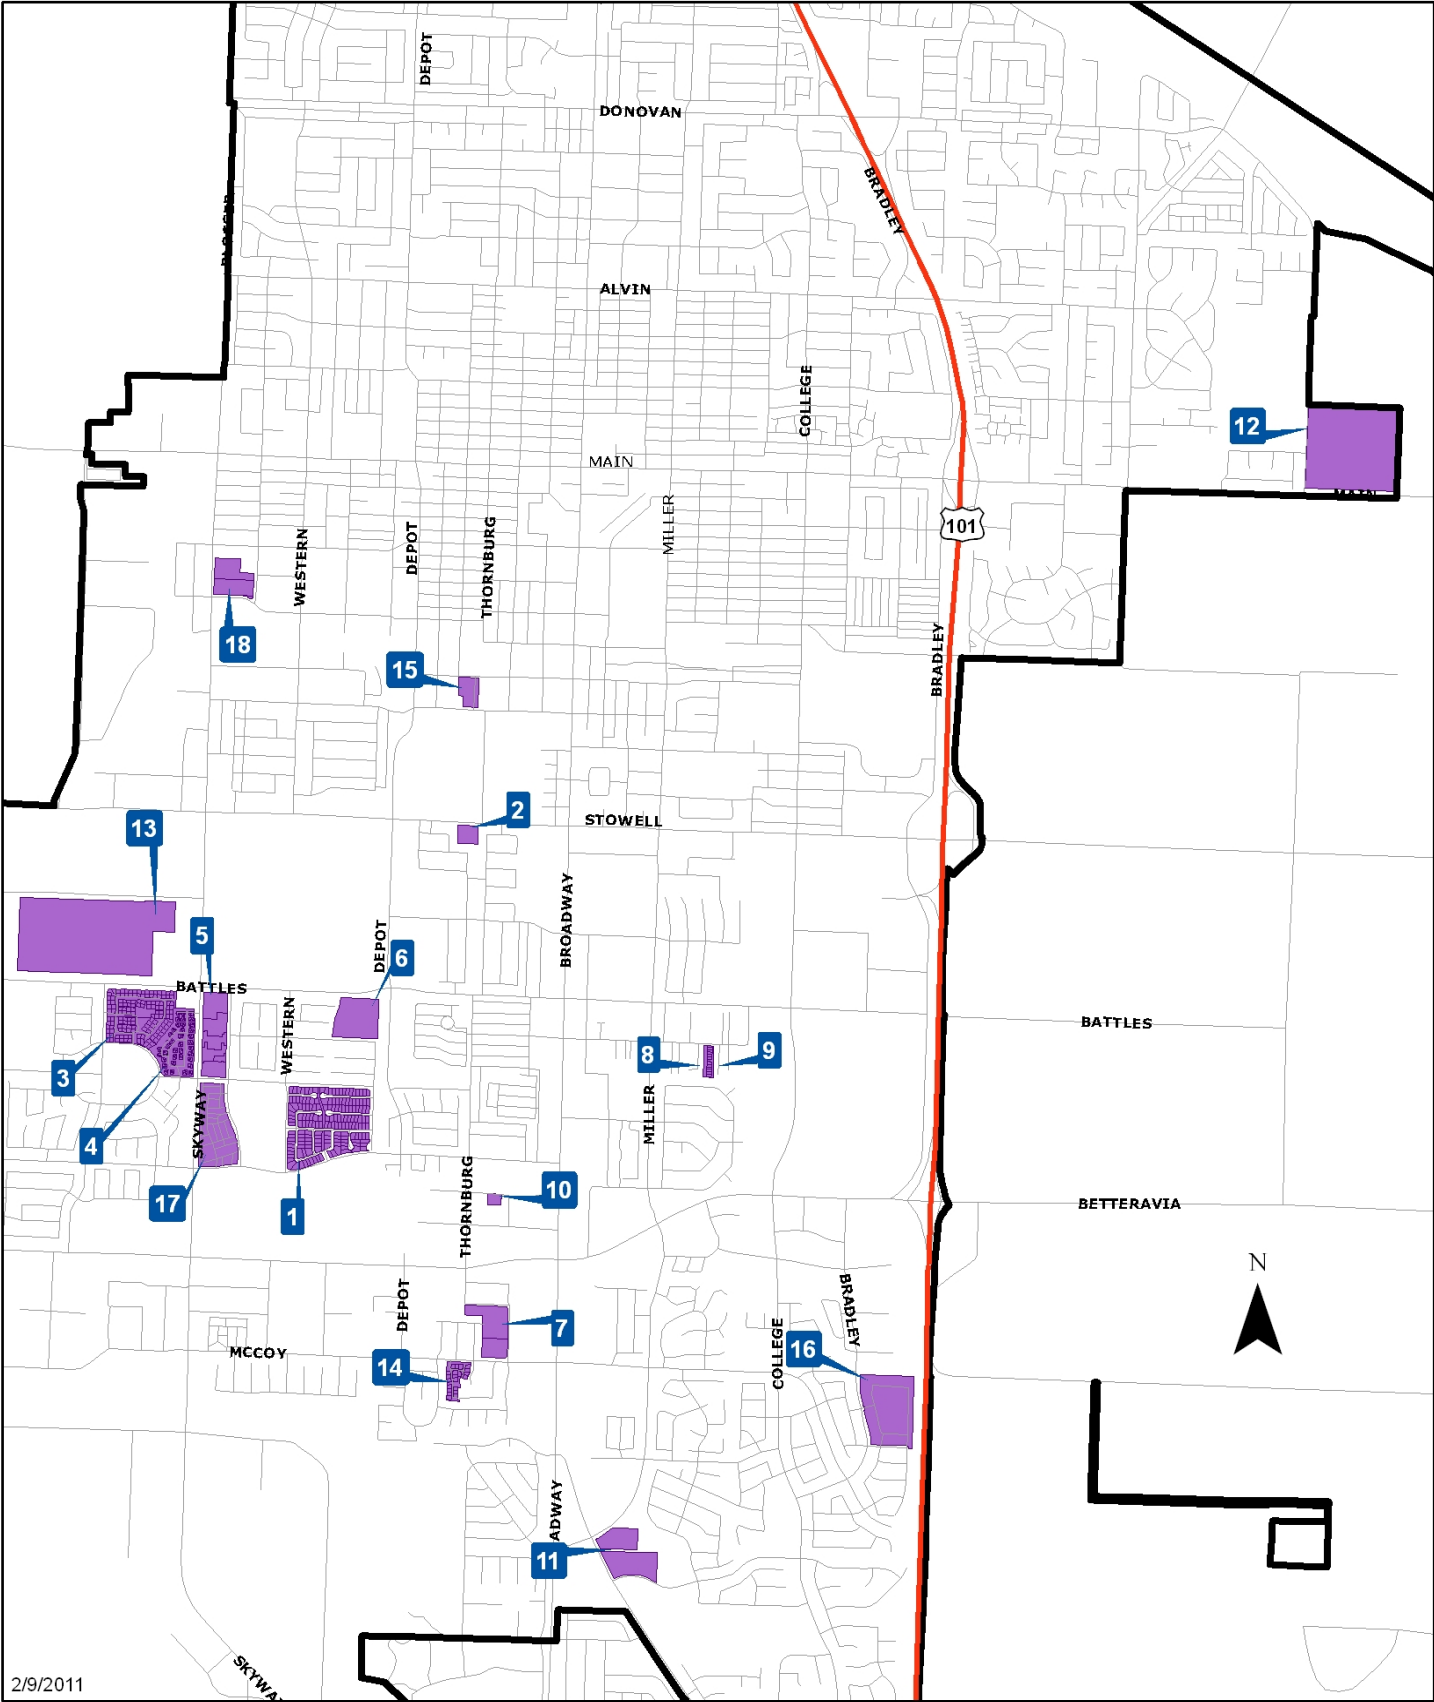 DEPOT
DONOVAN
BRADLEY
ALVIN
COLLEGE
12
MAIN
MAIN
MILLER
101
THORNBURG
DEPOT
WESTERN
18
BRADLEY
15
2
STOWELL
13
BROADWAY
5
DEPOT
6
BATTLES
BATTLES
WESTERN
8
9
3
MILLER
SKYWAY
4
THORNBURG
10
17
1
BETTERAVIA
N
DEPOT
BRADLEY
7
COLLEGE
16
MCCOY
14
ADWAY
11
2/9/2011